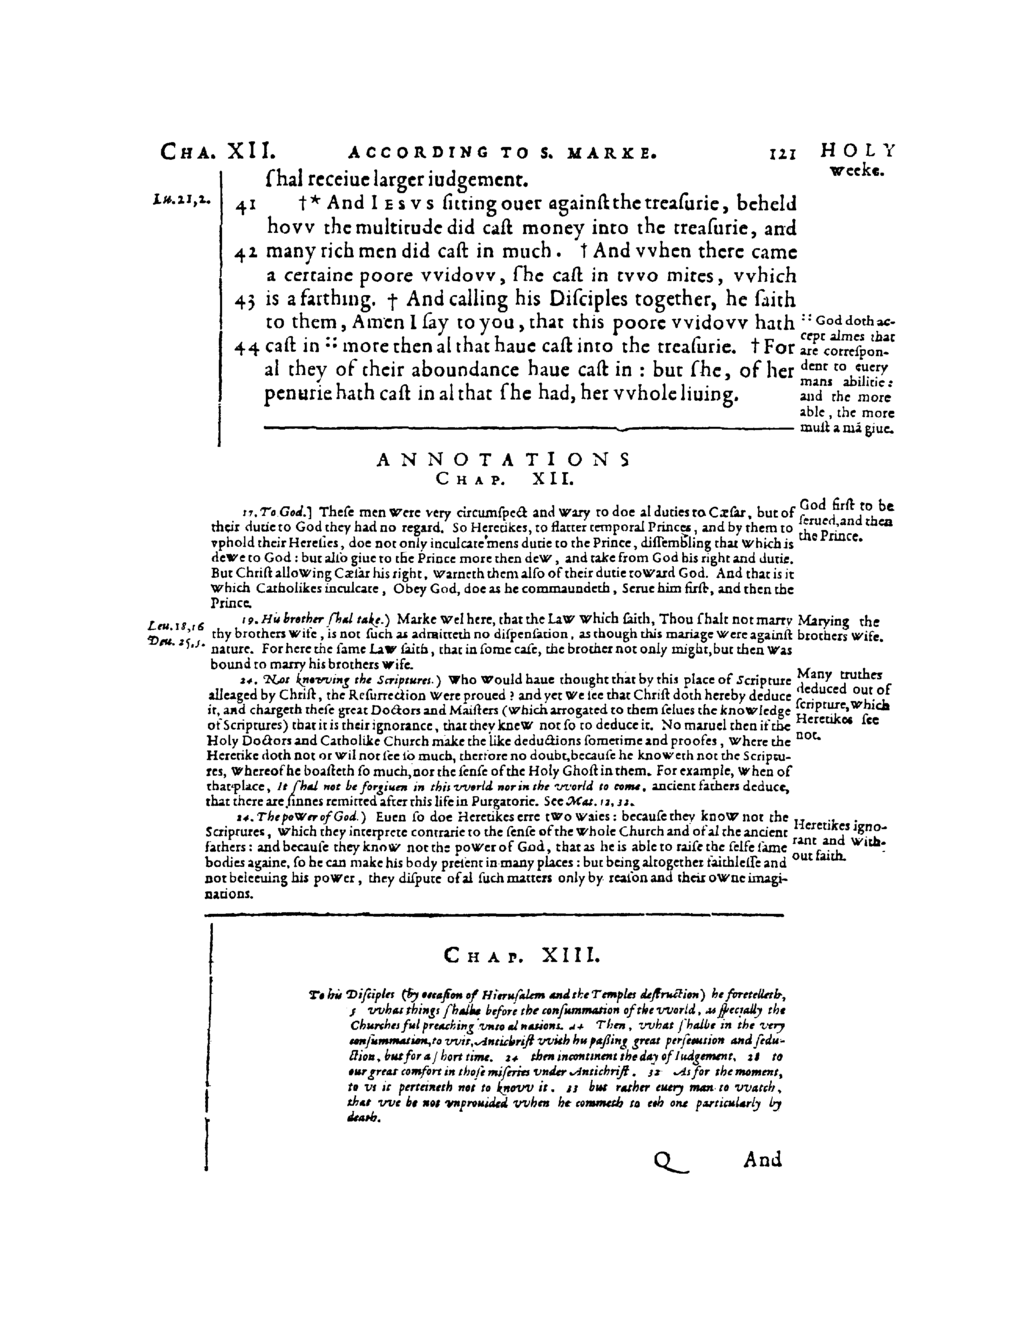 CHA. XII. ACCORDING TO S. MARKE. 121 HOLY
weeke.
ſhal receiue larger iudgement.
Lu. 21, 2.
41 †* And IESVS ſitting ouer againſt the treaſurie, beheld
hovv the multitude did caſt money into the treaſurie, and
42 many rich men did caſt in much. † And vvhen there came
a certaine poore vvidovv, ſhe caſt in tvvo mites, vvhich
43 is a farthing. † And calling his Diſciples together, he ſaith
to them, Amen I ſay to you, that this poore vvidovv hath
44 caſt in :: more then al that haue caſt into the treaſurie. † For
al they of their aboundance haue caſt in : but ſhe, of her
penurie hath caſt in al that ſhe had, her vvhole liuing.
:: God doth ac-
cept almes that
are correſpon-
dent to euery
mans abilitie:
and the more
able, the more
muſt a mã giue.
ANNOTATIONS
CHAP. XII.
17. To God.] Theſe men were very circumſpect and wary to doe al duties to Cæſar, but of
their dutie to God they had no regard. So Heretikes, to flatter temporal Princes, and by them to
vphold their Hereſies, doe not only inculcate mens dutie to the Prince, diſſembling that which is
dewe to God: but alſo giue to the Prince more then dew, and take from God his right and dutie.
But Chriſt allowing Cæſar his right, warneth them alſo of their dutie toward God. And that is it
which Catholikes inculcate, Obey God, doe as he commaundeth, Serue him firſt, and then the
Prince.
God firſt to be
ſerued, and then
the Prince.
Leu. 18, 16
Deu. 25, 5.
19. His brother ſhal take.) Marke wel here, that the Law which ſaith, Thou ſhalt not marry
thy brothers wife, is not ſuch as admitteth no diſpenſation, as though this mariage were againſt
nature. For here the ſame Law ſaith, that in ſome caſe, the brother not only might, but then was
bound to marry his brothers wife.
Marying the
brothers wife.
24. Not knovving the Scriptures.) Who would haue thought that by this place of Scripture
alleaged by Chriſt, the Reſurrection were proued? and yet we ſee that Chriſt doth hereby deduce
it, and chargeth theſe great Doctors and Maiſters (which arrogated to them ſelues the knowledge
of Scriptures) that it is their ignorance, that they knew not ſo to deduce it. No maruel then if the
Holy Doctors and Catholike Church make the like deductions ſometime and proofes, where the
Heretike doth not or wil not ſee ſo much, therfore no doubt, becauſe he knoweth not the Scriptu-
res, whereof he boaſteth ſo much, nor the ſenſe of the Holy Ghoſt in them. For example, when of
that place, It ſhal not be forgiuen in this vvorld nor in the vvorld to come, ancient fathers deduce,
that there are ſinnes remitted after this life in Purgatorie. See Mat. 12, 32.
Many truthes
deduced out of
ſcripture, which
Heretikes ſee
not.
24. The power of God.) Euen ſo doe Heretikes erre two waies: becauſe they know not the
Scriptures, which they interprete contrarie to the ſenſe of the whole Church and of al the ancient
fathers: and becauſe they know not the power of God, that as he is able to raiſe the ſelfe ſame
bodies againe, ſo he can make his body preſent in many places: but being altogether faithleſſe and
not beleeuing his power, they diſpute of al ſuch matters only by reaſon and their owne imagi-
nations.
Heretikes igno-
rant and with-
out faith.
CHAP. XIII.
To his Diſciples (by occaſion of Hieruſalem and the Temples deſtruction) he foretelleth,
5 vvhat things ſhalbe before the conſummation of the vvorld, as ſpecially the
Churches ful preaching vnto al nations. 14 Then, vvhat ſhalbe in the very
conſummation, to vvit, Antichriſt vvith his paſſing great perſecution and ſedu-
ction, but for a ſhort time. 24 then incontinent the day of Iudgement, 28 to
our great comfort in thoſe miſeries vnder Antichriſt. 32 As for the moment,
to vs it perteineth not to knovv it. 33 but rather euery man to vvatch,
that vve be not vnprouided vvhen he commeth to ech one particularly by
death.
Q And